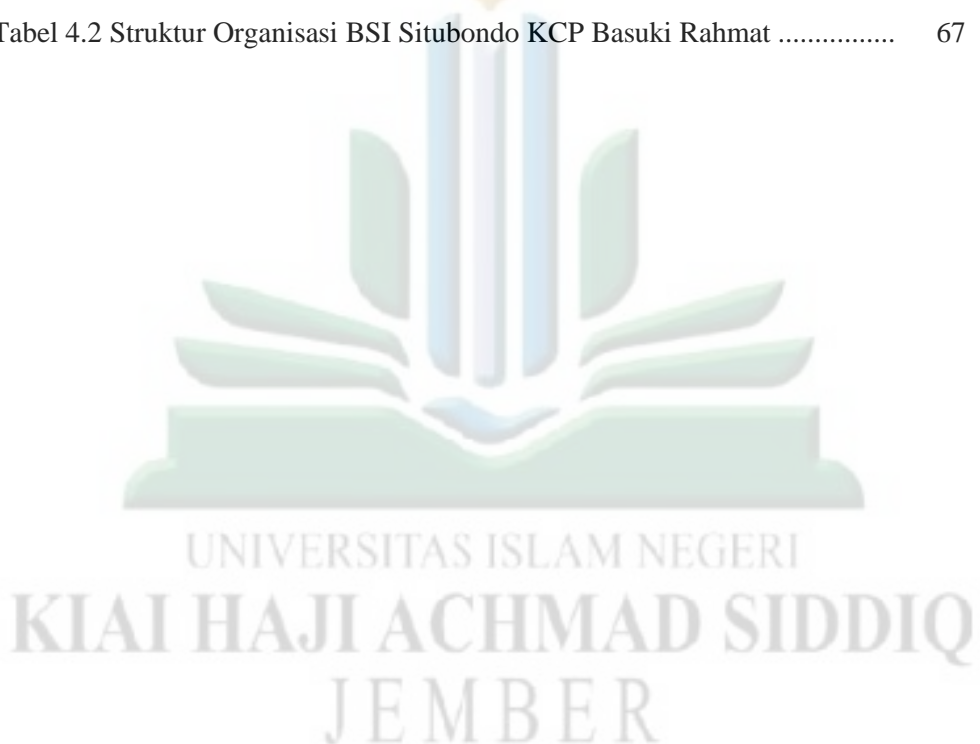 Tabel 4.2 Struktur Organisasi BSI Situbondo KCP Basuki Rahmat ................ 67
UNIVERSITAS ISLAM NEGERI
KIAI HAJI ACHMAD SIDDIQ
JEMBER